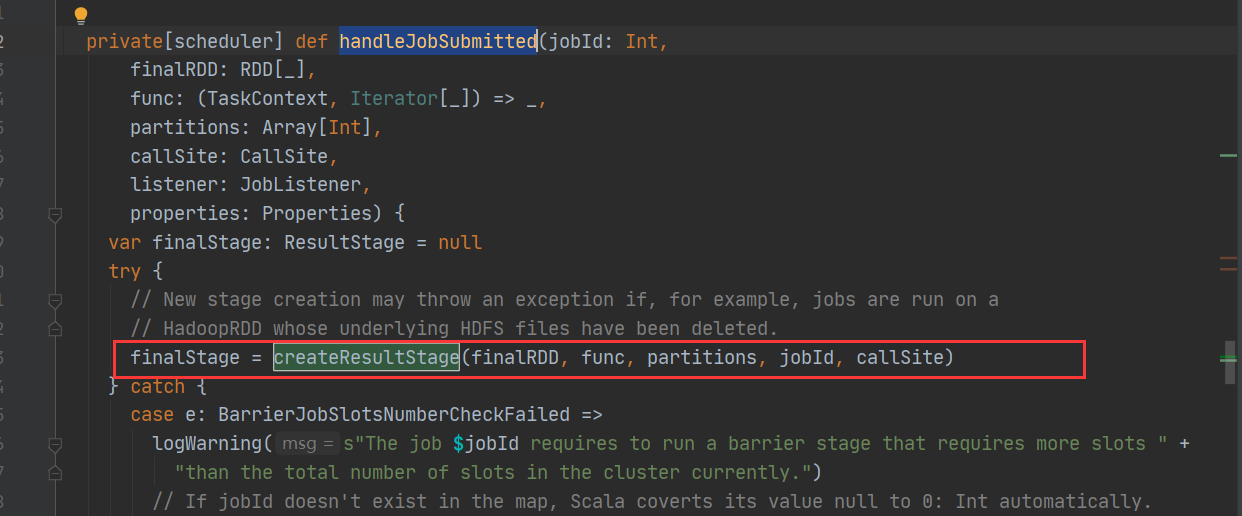 private[scheduler] def handleJobSubmitted(jobId: Int,
finalRDD: RDD[_],
func: (TaskContext, Iterator[_]) => _,
partitions: Array[Int],
callSite: CallSite,
listener: JobListener,
properties: Properties) {
var finalStage: ResultStage = null
try {
// New stage creation may throw an exception if, for example, jobs are run on a
// HadoopRDD whose underlying HDFS files have been deleted.
finalStage = createResultStage(finalRDD, func, partitions, jobId, callSite)
} catch {
case e: BarrierJobSlotsNumberCheckFailed =>
logWarning( msg = s"The job $jobId requires to run a barrier stage that requires more slots " +
"than the total number of slots in the cluster currently.")
// If jobId doesn't exist in the map, Scala coverts its value null to 0: Int automatically.